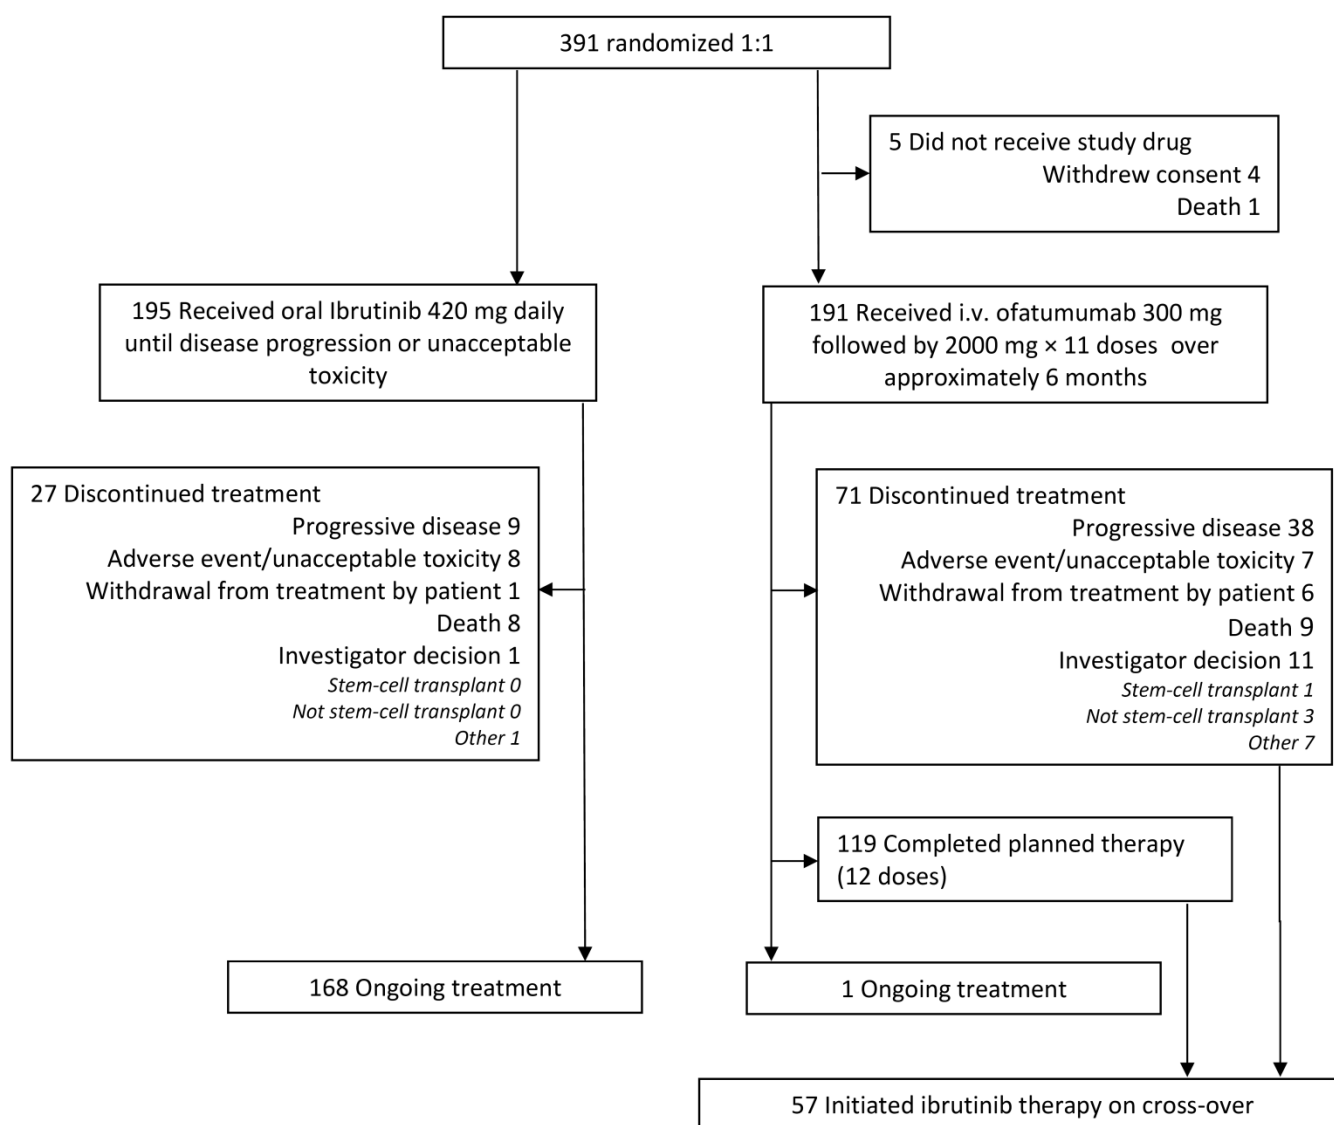 391 randomized 1:1
5 Did not receive study drug
Withdrew consent 4
Death 1
195 Received oral Ibrutinib 420 mg daily
until disease progression or unacceptable
toxicity
191 Received i.v. ofatumumab 300 mg
followed by 2000 mg × 11 doses over
approximately 6 months
27 Discontinued treatment
Progressive disease 9
Adverse event/unacceptable toxicity 8
Withdrawal from treatment by patient 1
Death 8
Investigator decision 1
Stem-cell transplant 0
Not stem-cell transplant 0
Other 1
71 Discontinued treatment
Progressive disease 38
Adverse event/unacceptable toxicity 7
Withdrawal from treatment by patient 6
Death 9
Investigator decision 11
Stem-cell transplant 1
Not stem-cell transplant 3
Other 7
119 Completed planned therapy
(12 doses)
168 Ongoing treatment
1 Ongoing treatment
57 Initiated ibrutinib therapy on cross-over